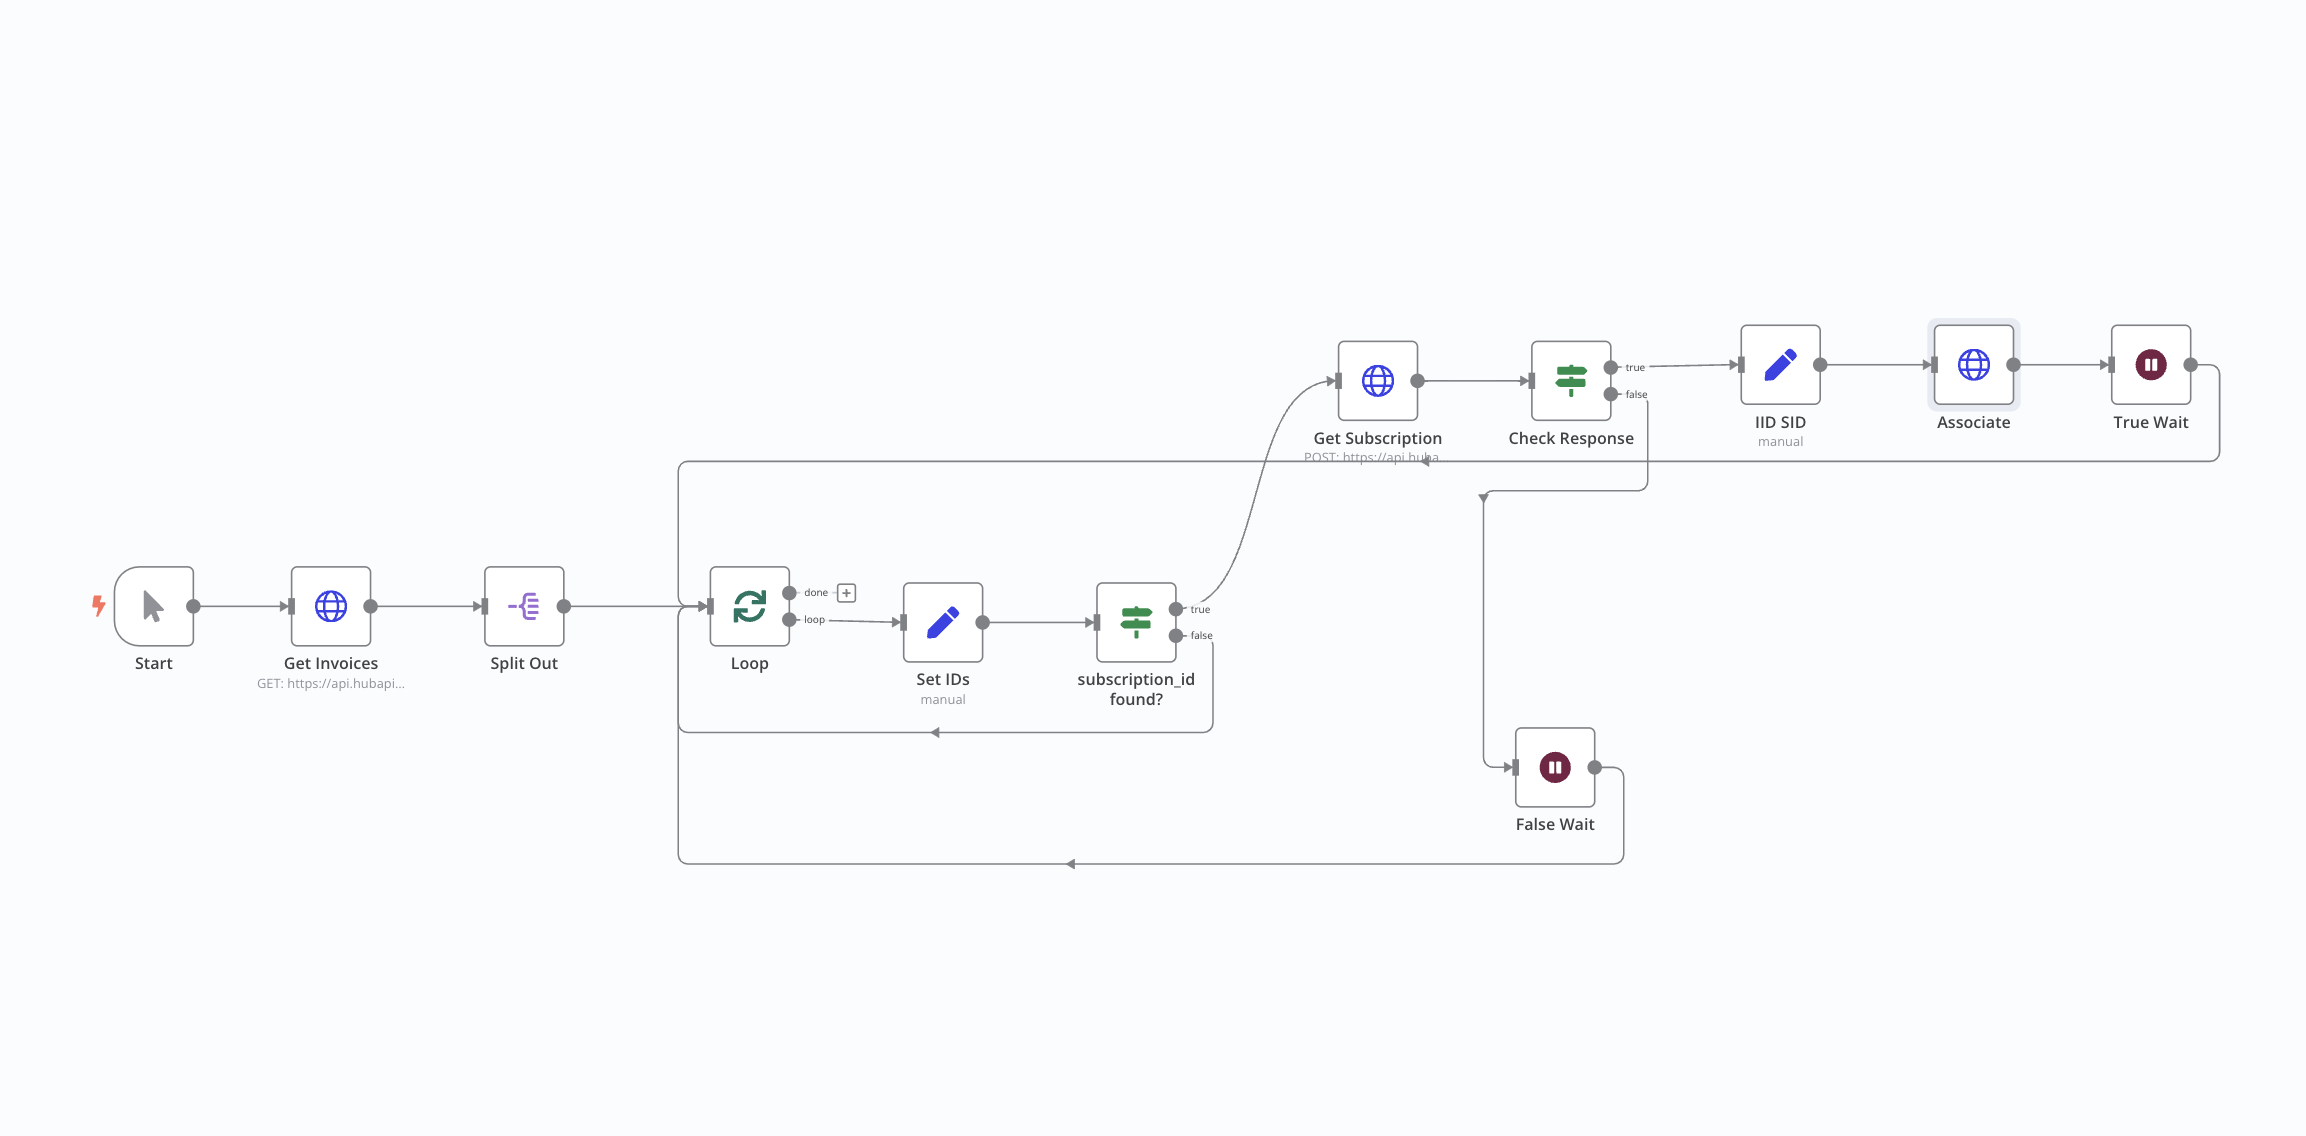 Start
Get Invoices
GET: https://api.hubapi...
Split Out
Loop
done
loop
Set IDs
manual
subscription_id
found?
true
false
Get Subscription
POST: https://api.huba...
Check Response
true
false
IID SID
manual
Associate
True Wait
False Wait